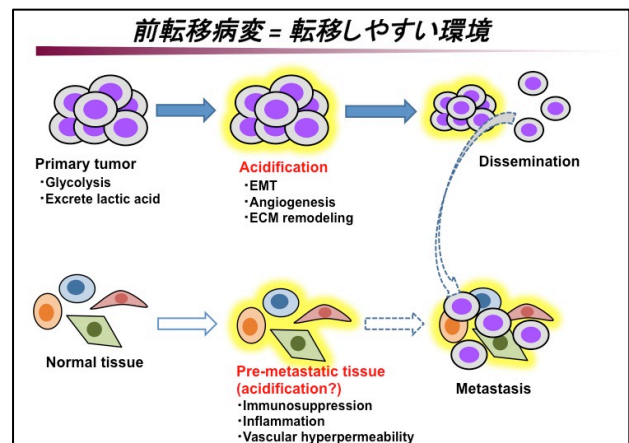 前転移病変 = 転移しやすい環境
Primary tumor
・Glycolysis
・Excrete lactic acid
Acidification
・EMT
・Angiogenesis
・ECM remodeling
Dissemination
Normal tissue
Pre-metastatic tissue
(acidification?)
・Immunosuppression
・Inflammation
・Vascular hyperpermeability
Metastasis